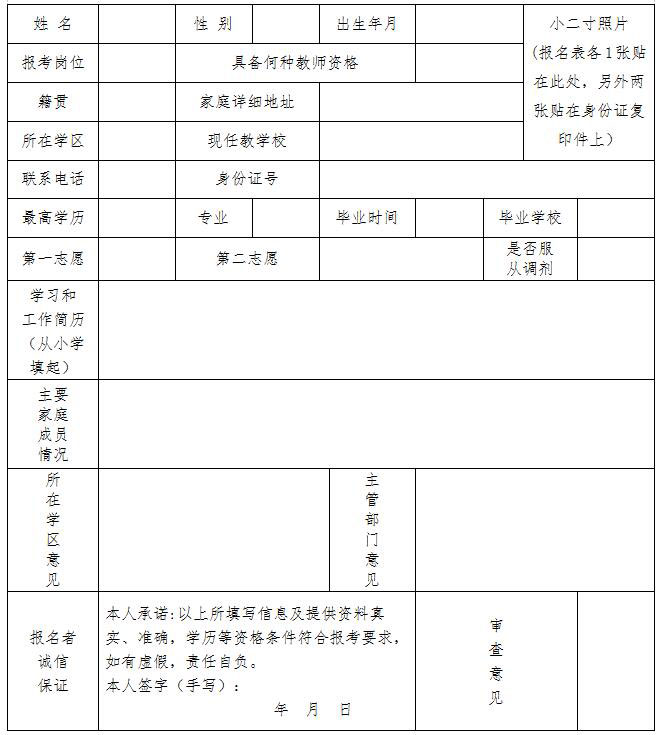 姓 名
性 别
出生年月
小二寸照片
(报名表各1张贴
在此处，另外两
张贴在身份证复
印件上）
报考岗位
具备何种教师资格
籍贯
家庭详细地址
所在学区
现任教学校
联系电话
身份证号
最高学历
专业
毕业时间
毕业学校
第一志愿
第二志愿
是否服
从调剂
学习和
工作简历
（从小学
填起）
主要
家庭
成员
情况
所
在
学
区
意
见
主
管
部
门
意
见
报名者
诚信
保证
本人承诺:以上所填写信息及提供资料真
实、准确，学历等资格条件符合报考要求，
如有虚假，责任自负。
本人签字（手写）：
年 月 日
审
查
意
见